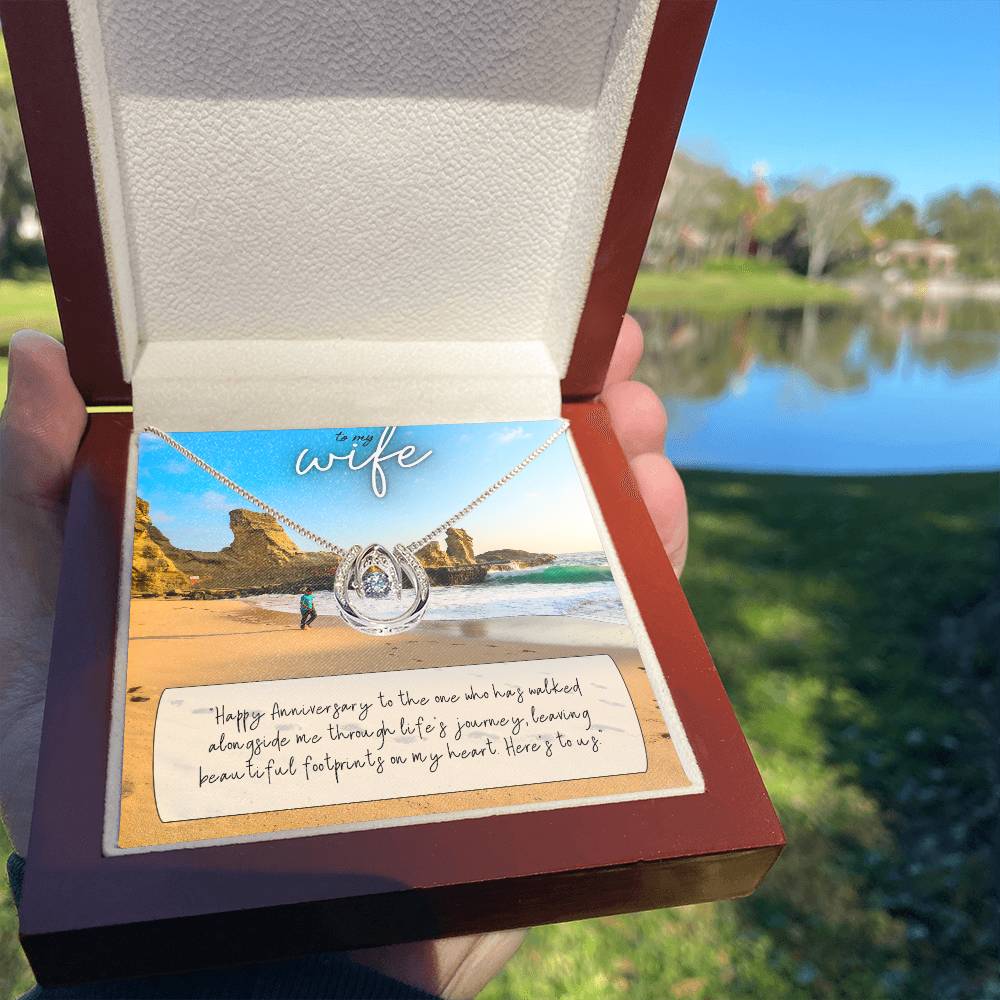 to my
wife
"Happy Anniversary to the one who has walked
alongside me through life's journey, leaving
beautiful footprints on my heart. Here's to us."